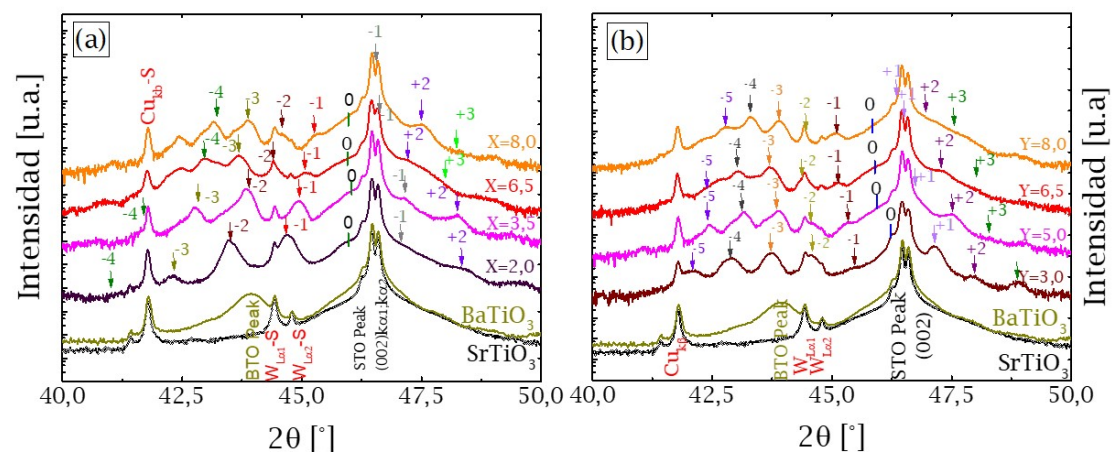 (a)
Intensidad [u.a.]
Cu_kb-S
-4 -3 -2 -1 0 -1 +2 +3
X=8,0
-4 -3 -2 -1 0 -1 +2 +3
X=6,5
-4 -3 -2 -1 0 -1 +2
X=3,5
-4 -3 -2 -1 0 -1 +2
X=2,0
BaTiO3
SrTiO3
BTO Peak
W_Lα1-S
W_Lα2-S
STO Peak
(002)kα1;kα2
40,0 42,5 45,0 47,5 50,0
2θ [°]
(b)
Intensidad [u.a]
-5 -4 -3 -2 -1 0 +1 +2 +3
Y=8,0
-5 -4 -3 -2 -1 0 +1 +2 +3
Y=6,5
-5 -4 -3 -2 -1 0 +1 +2 +3
Y=5,0
-5 -4 -3 -2 -1 0 +1 +2 +3
Y=3,0
BaTiO3
SrTiO3
Cu_kβ
BTO Peak
W_Lα1
W_Lα2
STO Peak
(002)
40,0 42,5 45,0 47,5 50,0
2θ [°]